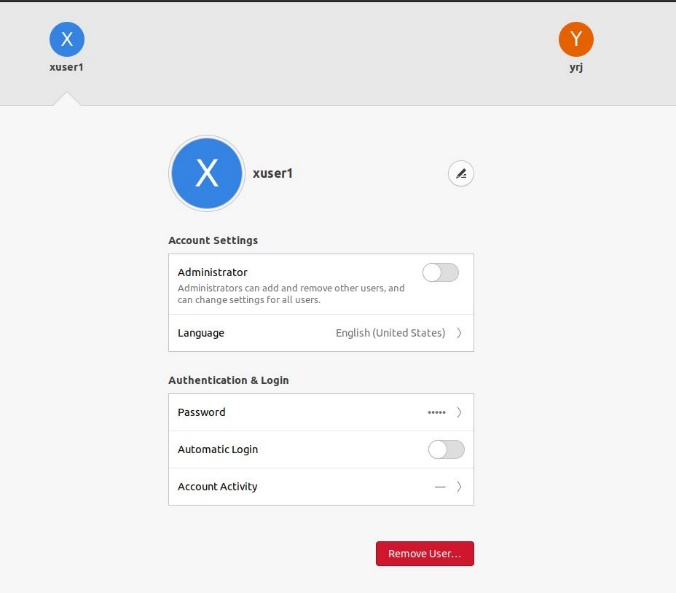 X
Y
xuser1
yrj
X
xuser1
Account Settings
Administrator
Administrators can add and remove other users, and
can change settings for all users.
Language English (United States)
Authentication & Login
Password •••••
Automatic Login
Account Activity —
Remove User…